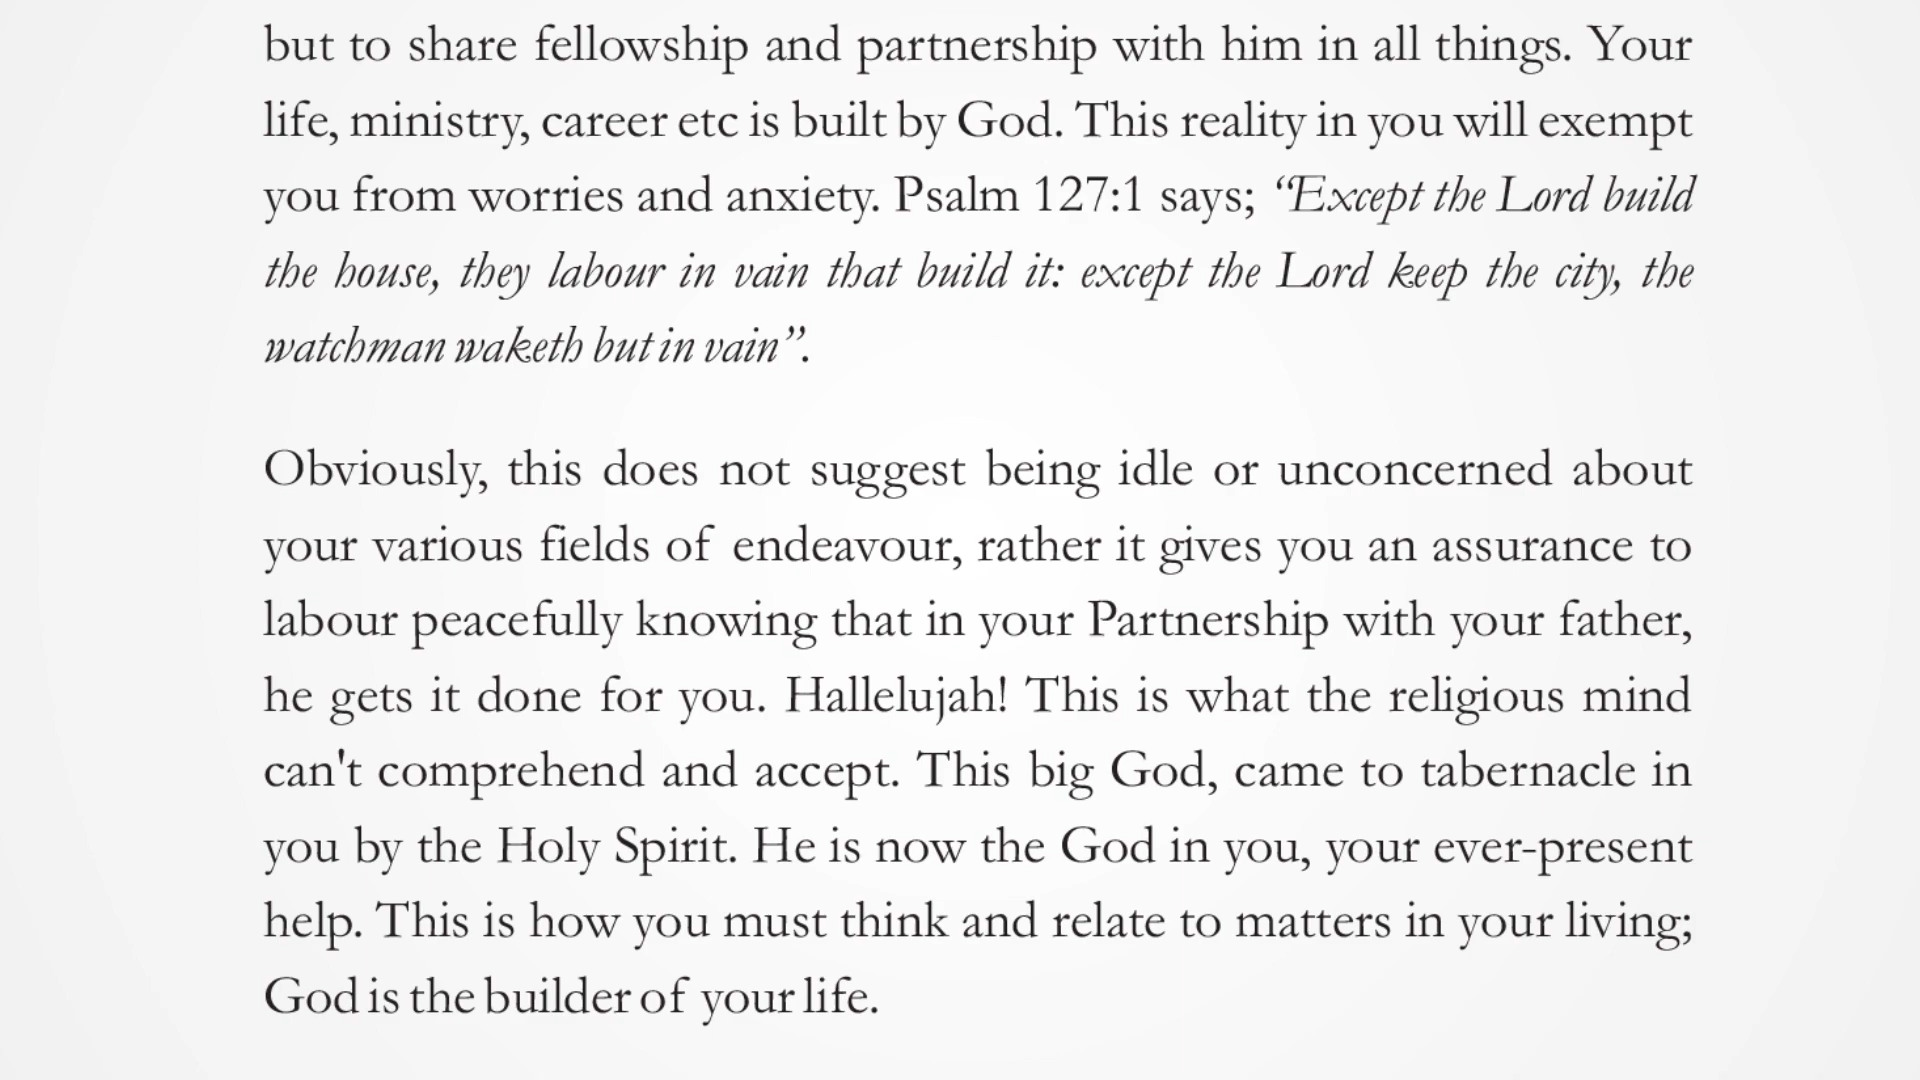 but to share fellowship and partnership with him in all things. Your
life, ministry, career etc is built by God. This reality in you will exempt
you from worries and anxiety. Psalm 127:1 says; “Except the Lord build
the house, they labour in vain that build it: except the Lord keep the city, the
watchman waketh but in vain”.
Obviously, this does not suggest being idle or unconcerned about
your various fields of endeavour, rather it gives you an assurance to
labour peacefully knowing that in your Partnership with your father,
he gets it done for you. Hallelujah! This is what the religious mind
can't comprehend and accept. This big God, came to tabernacle in
you by the Holy Spirit. He is now the God in you, your ever-present
help. This is how you must think and relate to matters in your living;
God is the builder of your life.